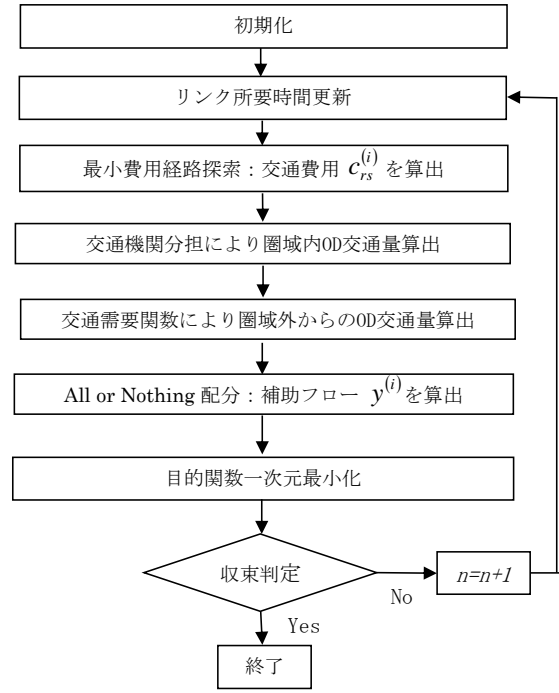 初期化
リンク所要時間更新
最小費用経路探索：交通費用 c_{rs}^{(i)} を算出
交通機関分担により圏域内OD交通量算出
交通需要関数により圏域外からのOD交通量算出
All or Nothing 配分：補助フロー y^{(i)} を算出
目的関数一次元最小化
収束判定
n=n+1
No
Yes
終了